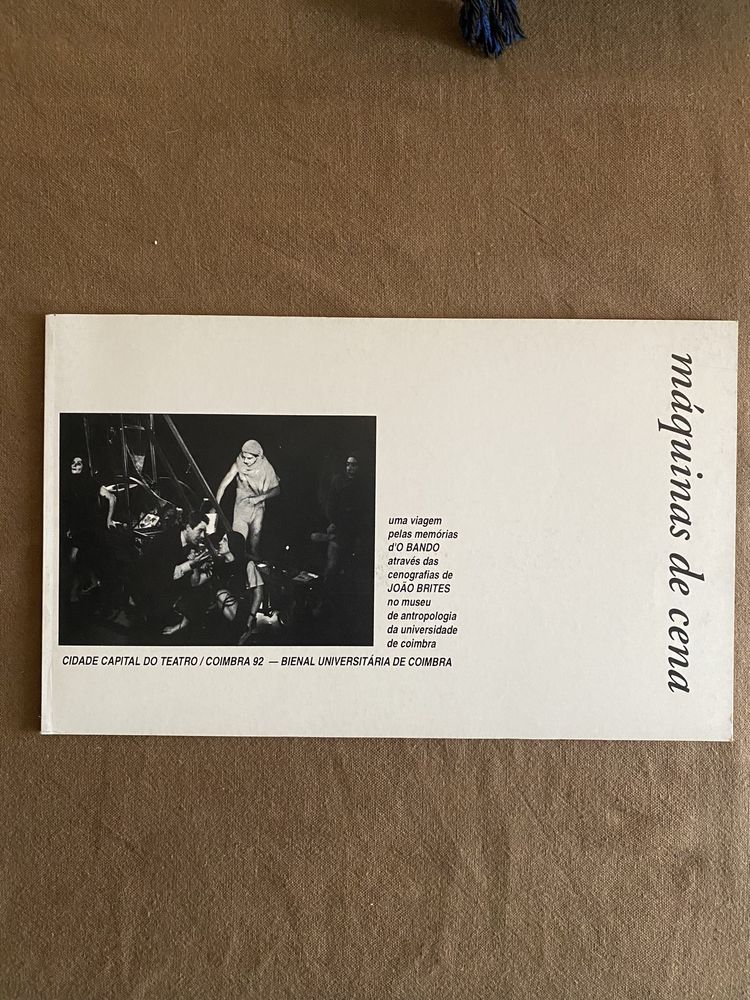 máquinas de cena
uma viagem
pelas memórias
d'O BANDO
através das
cenografias de
JOÃO BRITES
no museu
de antropologia
da universidade
de coimbra
CIDADE CAPITAL DO TEATRO / COIMBRA 92 — BIENAL UNIVERSITÁRIA DE COIMBRA